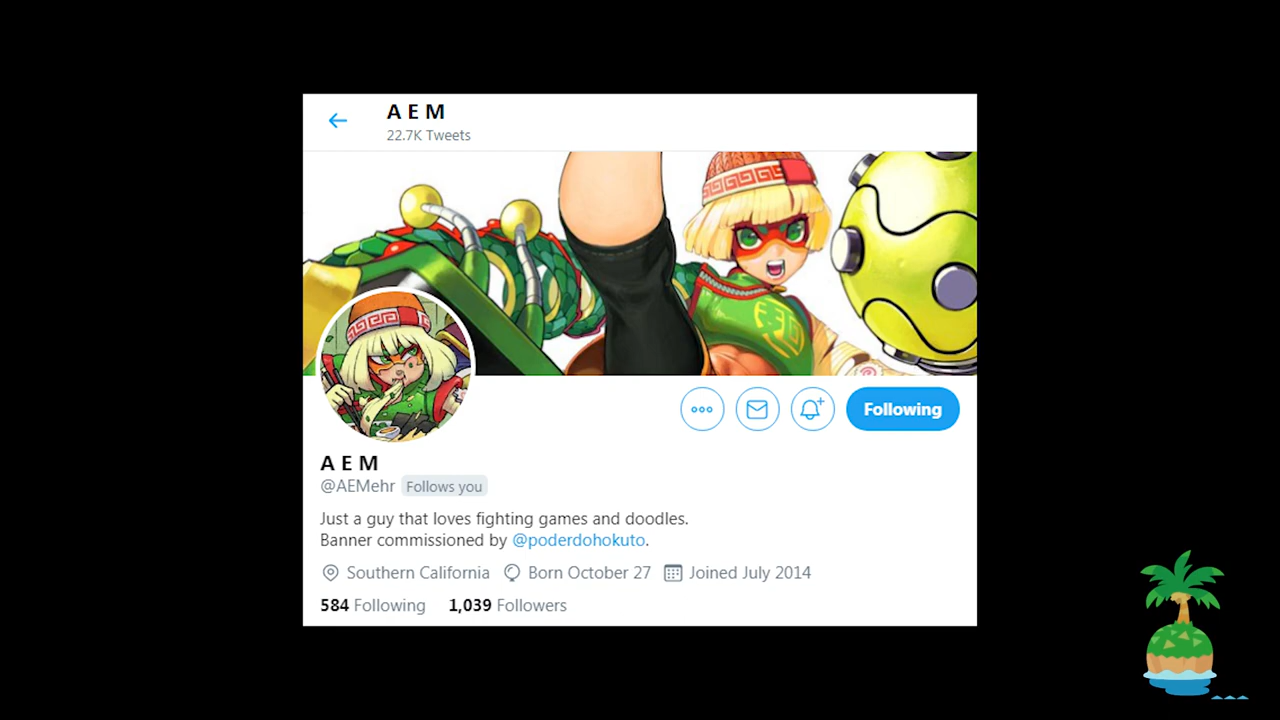 A E M
22.7K Tweets
Following
A E M
@AEMehr Follows you
Just a guy that loves fighting games and doodles.
Banner commissioned by @poderdohokuto.
Southern California Born October 27 Joined July 2014
584 Following 1,039 Followers